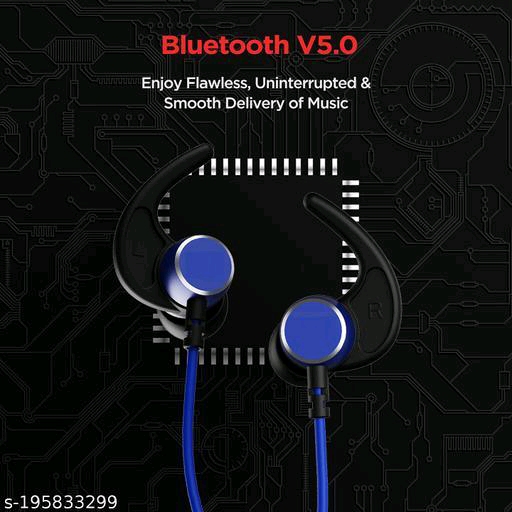 Bluetooth V5.0
Enjoy Flawless, Uninterrupted &
Smooth Delivery of Music
L
R
s-195833299